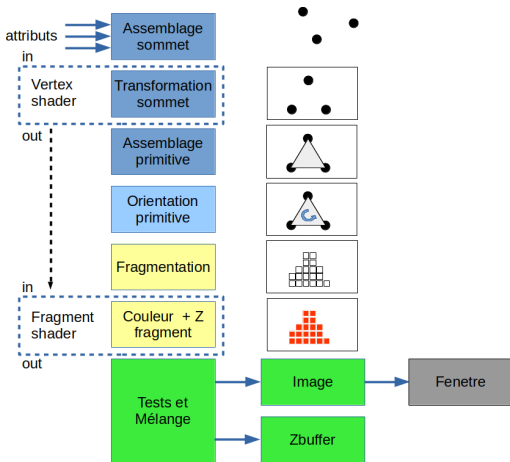 attributs
Assemblage
sommet
in
Vertex
shader
Transformation
sommet
out
Assemblage
primitive
Orientation
primitive
Fragmentation
in
Fragment
shader
Couleur + Z
fragment
out
Tests et
Mélange
Image
Fenetre
Zbuffer